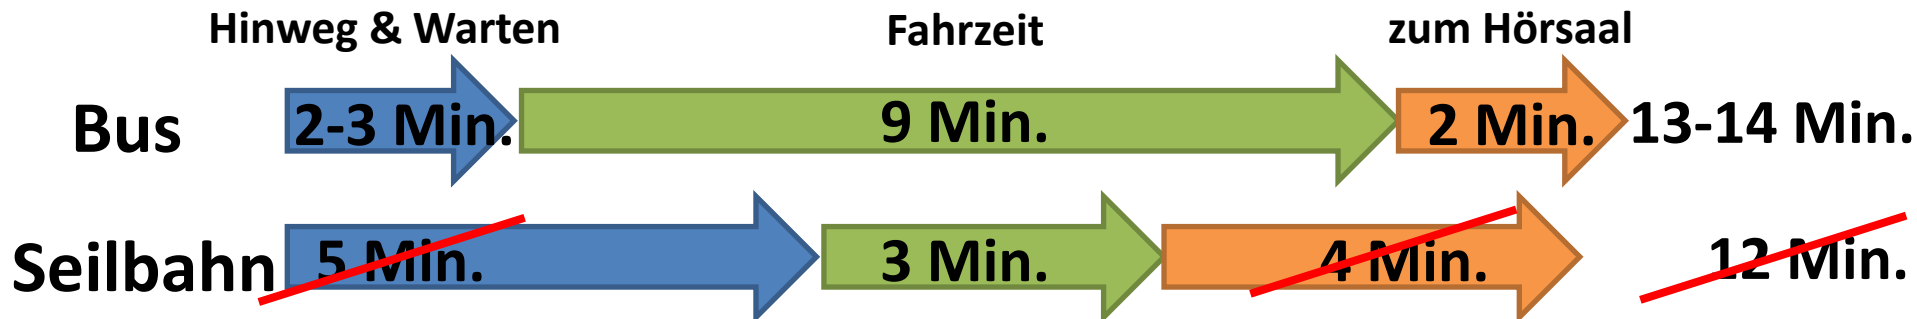 Hinweg & Warten Fahrzeit zum Hörsaal
Bus 2-3 Min. 9 Min. 2 Min. 13-14 Min.
Seilbahn 5 Min. 3 Min. 4 Min. 12 Min.